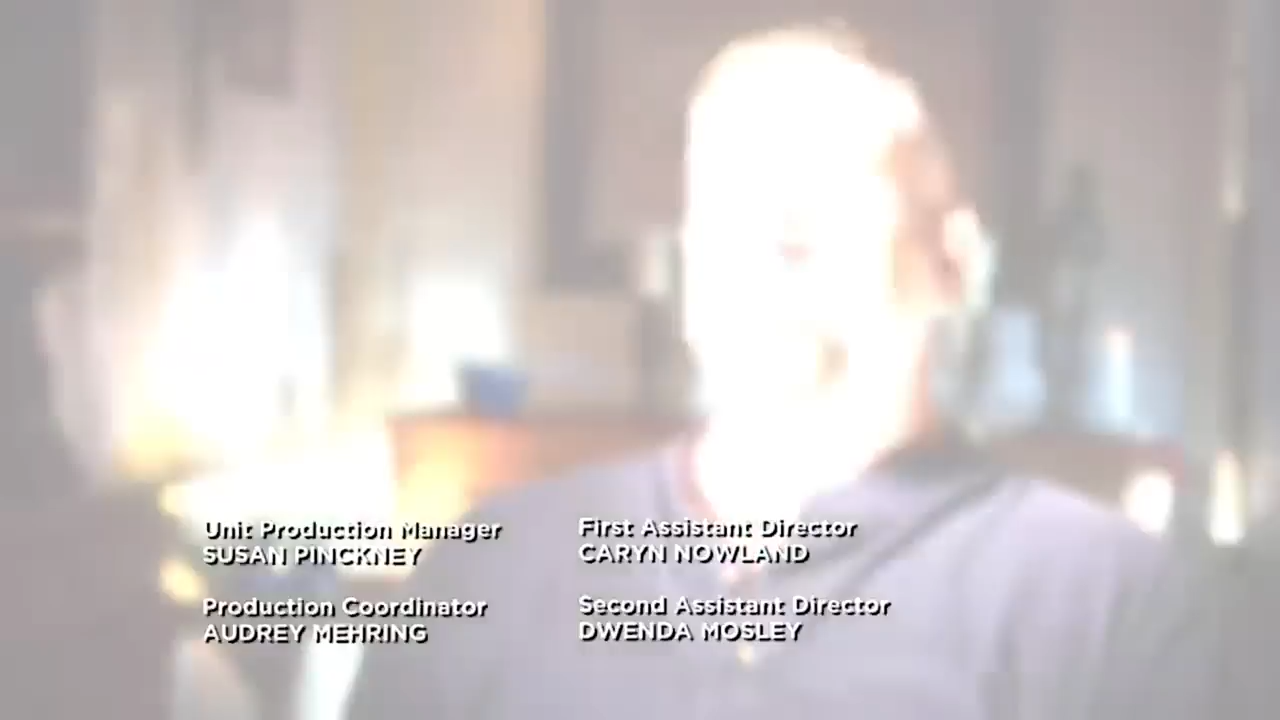 Unit Production Manager
SUSAN PINCKNEY
Production Coordinator
AUDREY MEHRING
First Assistant Director
CARYN NOWLAND
Second Assistant Director
DWENDA MOSLEY